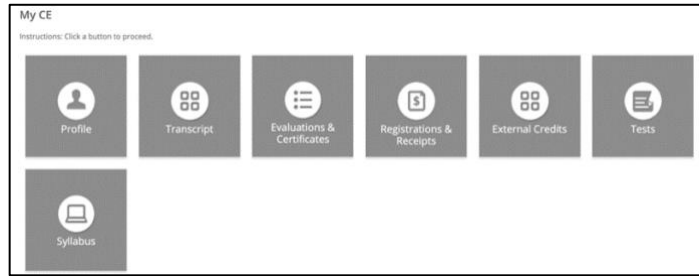 My CE
Instructions: Click a button to proceed.
Profile
Transcript
Evaluations &
Certificates
Registrations &
Receipts
External Credits
Tests
Syllabus